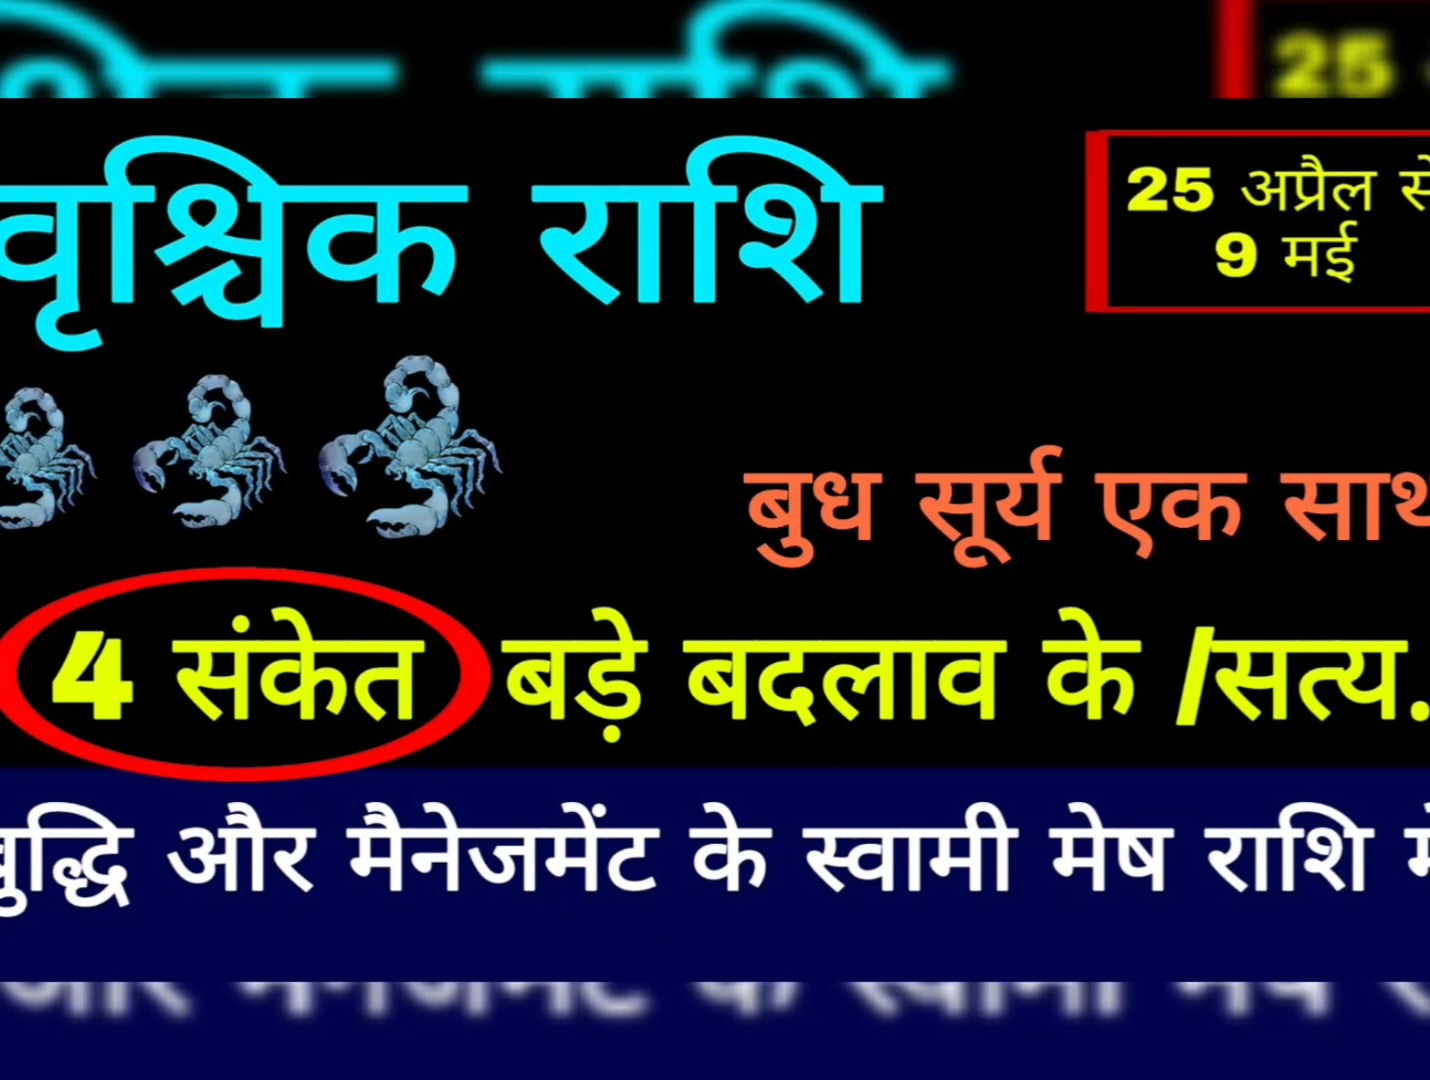 वृश्चिक राशि
25 अप्रैल से
9 मई
बुध सूर्य एक साथ
4 संकेत बड़े बदलाव के /सत्य.
बुद्धि और मैनेजमेंट के स्वामी मेष राशि में